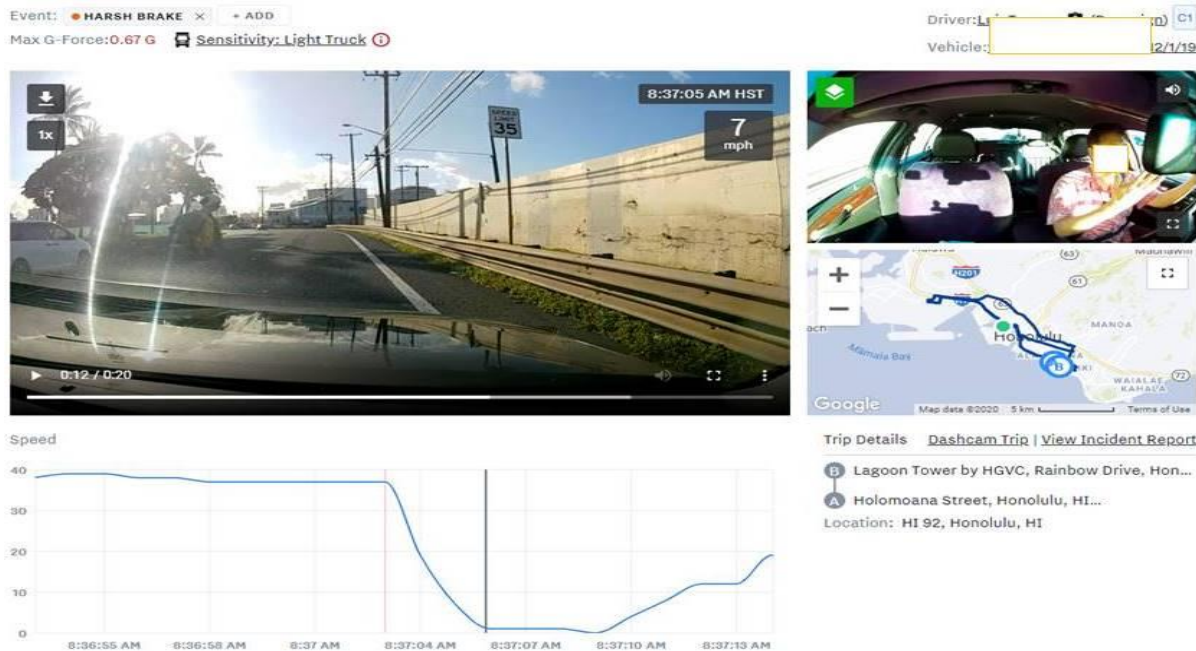 Event: HARSH BRAKE × + ADD
Max G-Force:0.67 G Sensitivity: Light Truck
Driver:
C1
Vehicle:
2/1/19
1x
8:37:05 AM HST
7
mph
SPEED
LIMIT
35
0:12 / 0:20
H201
63
61
MANOA
Honolulu
Māmala Bay
B
WAIALAE
KAHALA
72
Google
Map data ©2020 5 km Terms of Use
Speed
40
30
20
10
0
8:36:55 AM 8:36:58 AM 8:37 AM 8:37:04 AM 8:37:07 AM 8:37:10 AM 8:37:13 AM
Trip Details Dashcam Trip | View Incident Report
B Lagoon Tower by HGVC, Rainbow Drive, Hon...
A Holomoana Street, Honolulu, HI...
Location: HI 92, Honolulu, HI